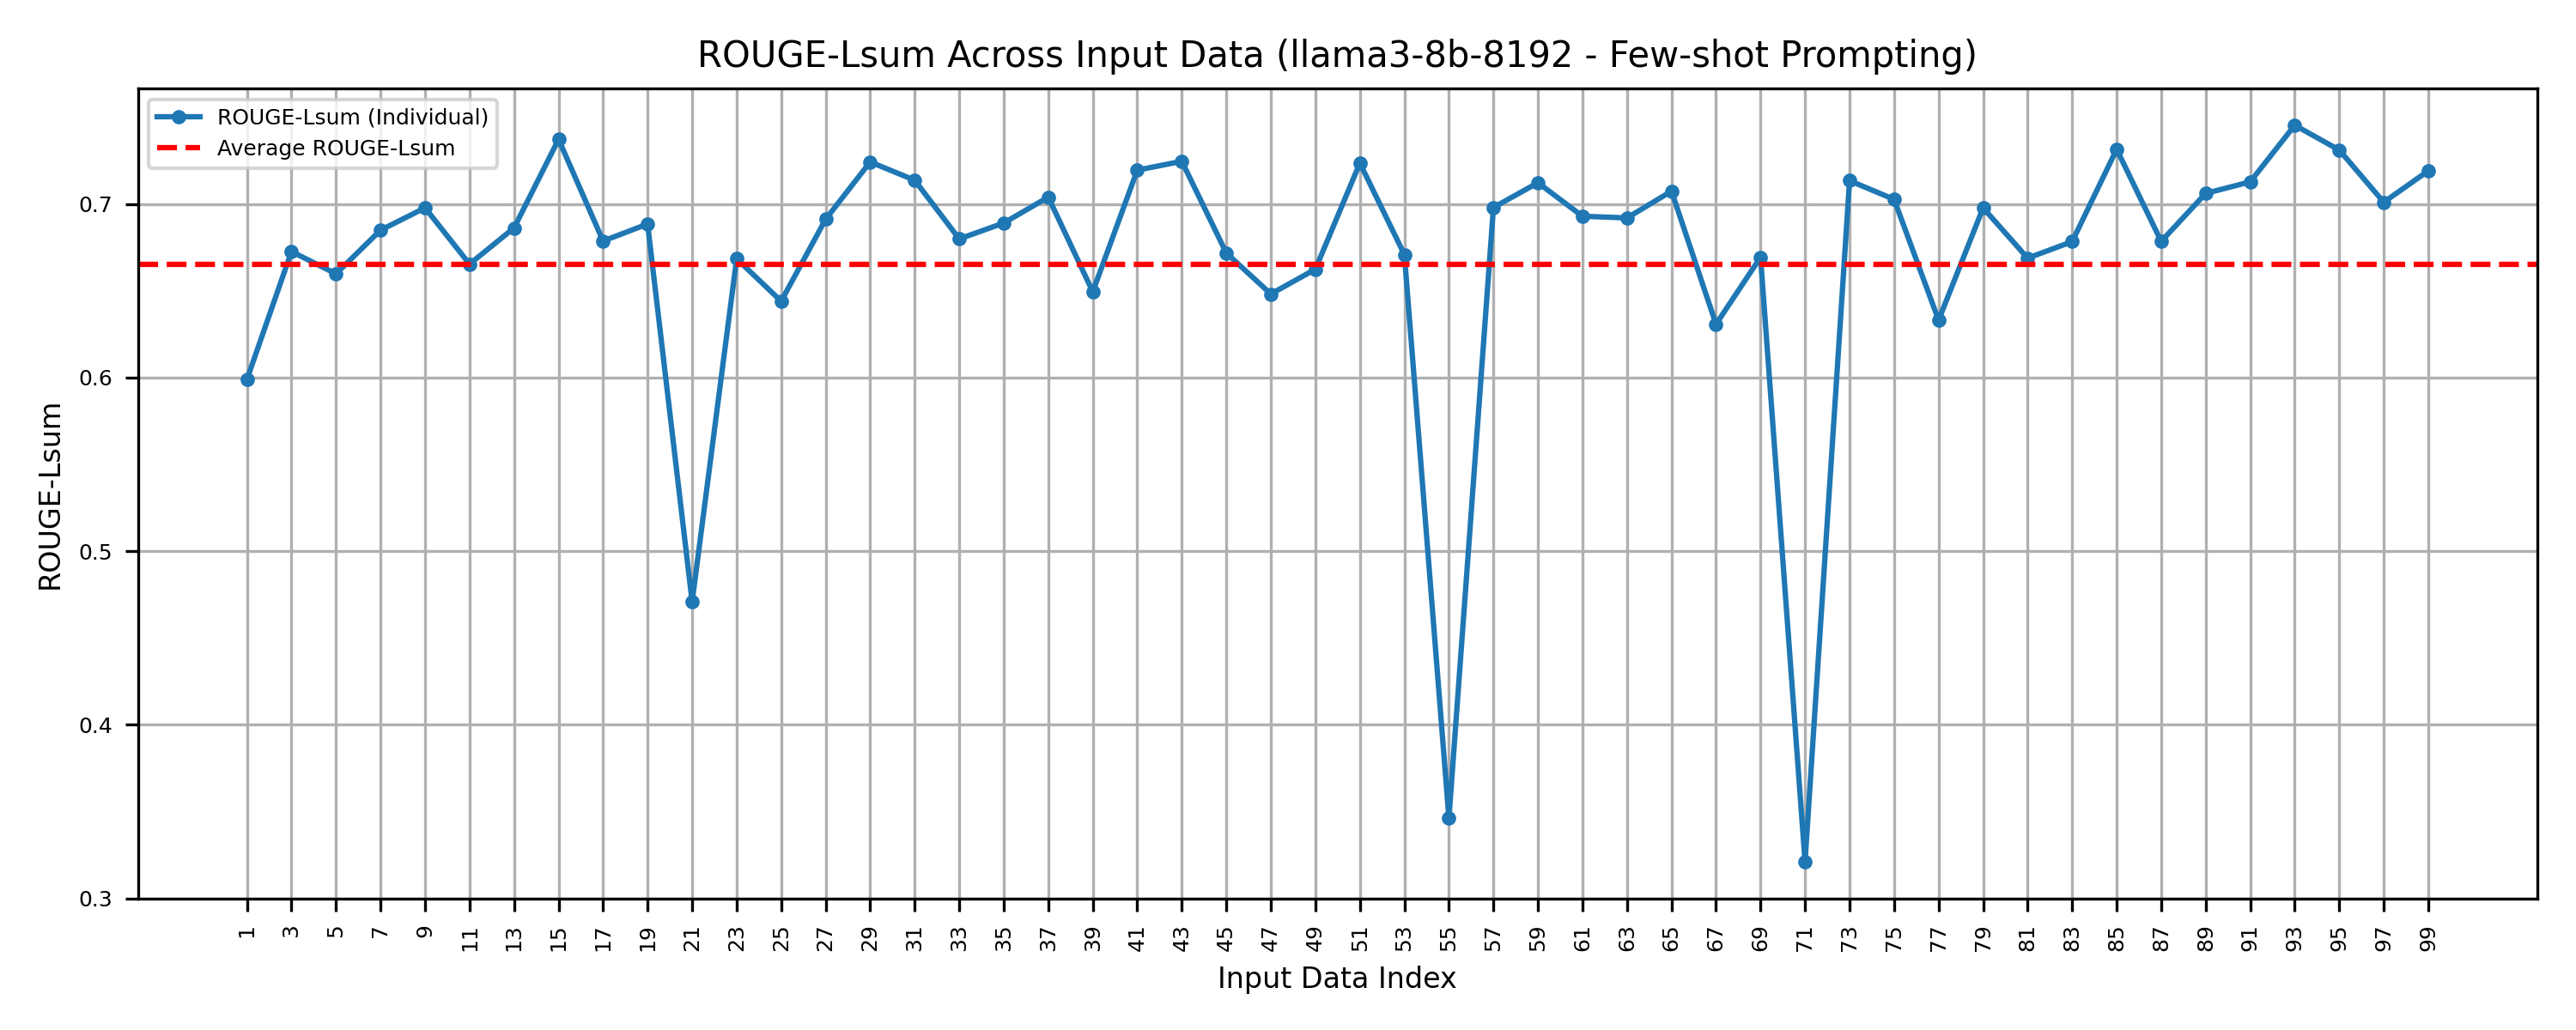 ROUGE-Lsum Across Input Data (llama3-8b-8192 - Few-shot Prompting)
ROUGE-Lsum (Individual)
Average ROUGE-Lsum
ROUGE-Lsum
0.7
0.6
0.5
0.4
0.3
1 3 5 7 9 11 13 15 17 19 21 23 25 27 29 31 33 35 37 39 41 43 45 47 49 51 53 55 57 59 61 63 65 67 69 71 73 75 77 79 81 83 85 87 89 91 93 95 97 99
Input Data Index